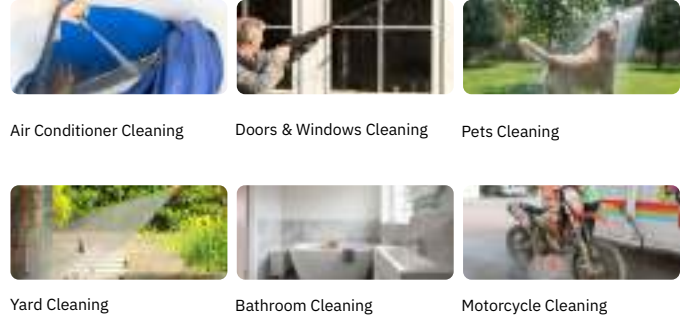 Air Conditioner Cleaning
Doors & Windows Cleaning
Pets Cleaning
Yard Cleaning
Bathroom Cleaning
Motorcycle Cleaning